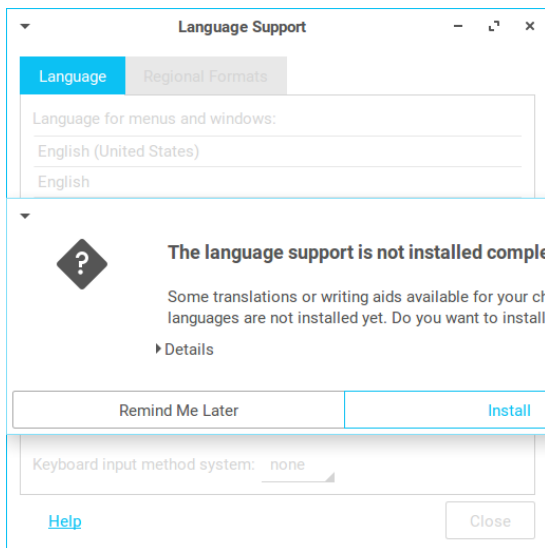 Language Support
Language Regional Formats
Language for menus and windows:
English (United States)
English
?
The language support is not installed comple
Some translations or writing aids available for your ch
languages are not installed yet. Do you want to instal
Details
Remind Me Later Install
Keyboard input method system: none
Help Close